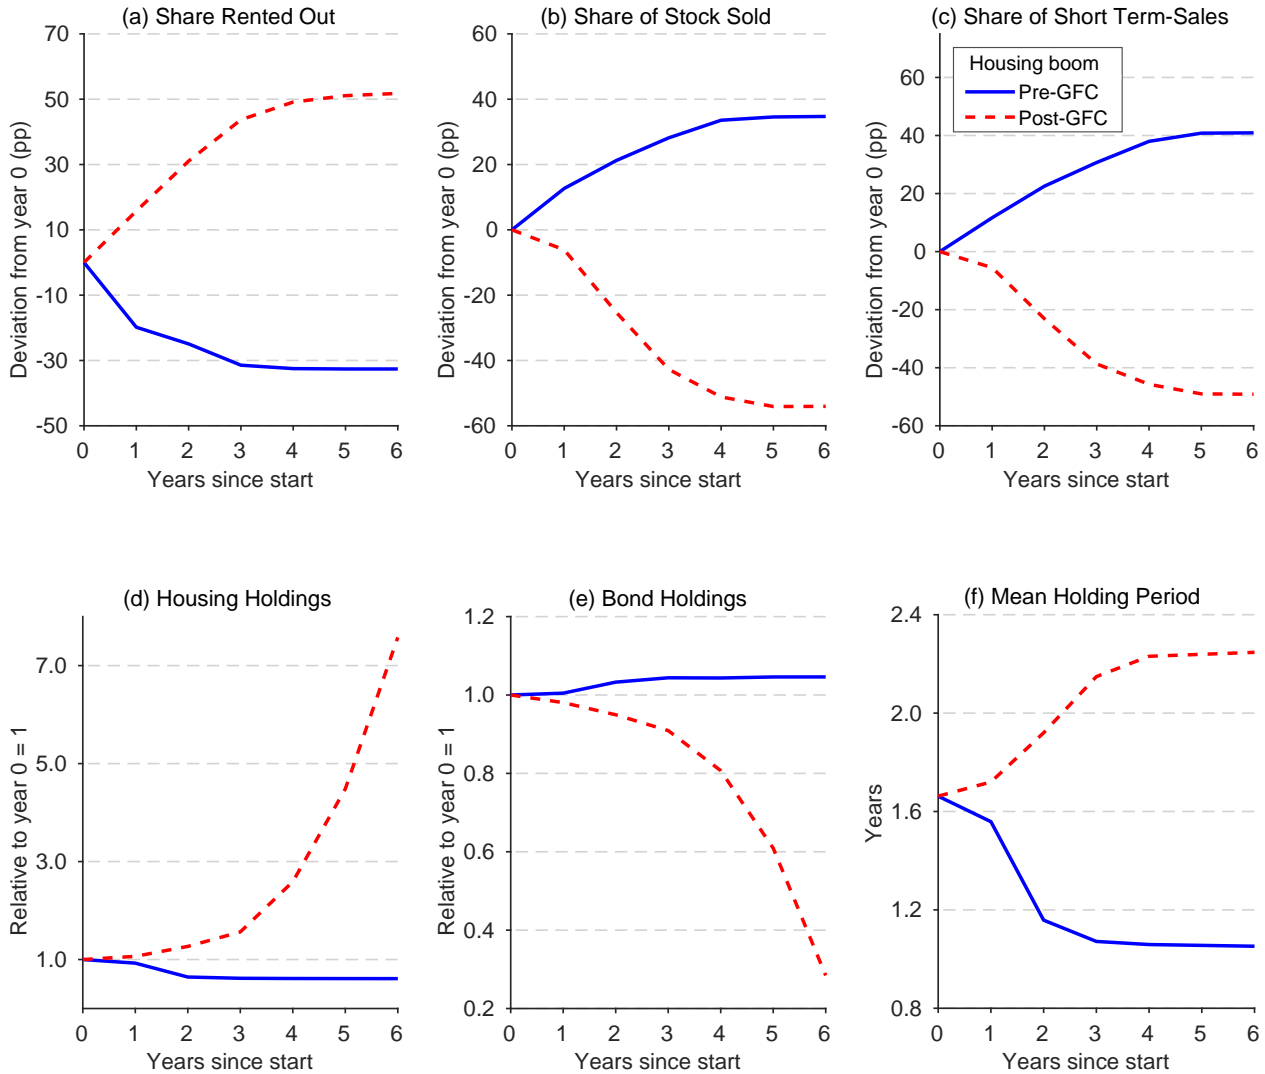 (a) Share Rented Out
(b) Share of Stock Sold
(c) Share of Short Term-Sales
Deviation from year 0 (pp)
70
50
30
10
-10
-30
-50
0 1 2 3 4 5 6
Years since start
Deviation from year 0 (pp)
60
40
20
0
-20
-40
-60
0 1 2 3 4 5 6
Years since start
Deviation from year 0 (pp)
60
40
20
0
-20
-40
-60
Housing boom
Pre-GFC
Post-GFC
0 1 2 3 4 5 6
Years since start
(d) Housing Holdings
(e) Bond Holdings
(f) Mean Holding Period
Relative to year 0 = 1
7.0
5.0
3.0
1.0
0 1 2 3 4 5 6
Years since start
Relative to year 0 = 1
1.2
1.0
0.8
0.6
0.4
0.2
0 1 2 3 4 5 6
Years since start
Years
2.4
2.0
1.6
1.2
0.8
0 1 2 3 4 5 6
Years since start